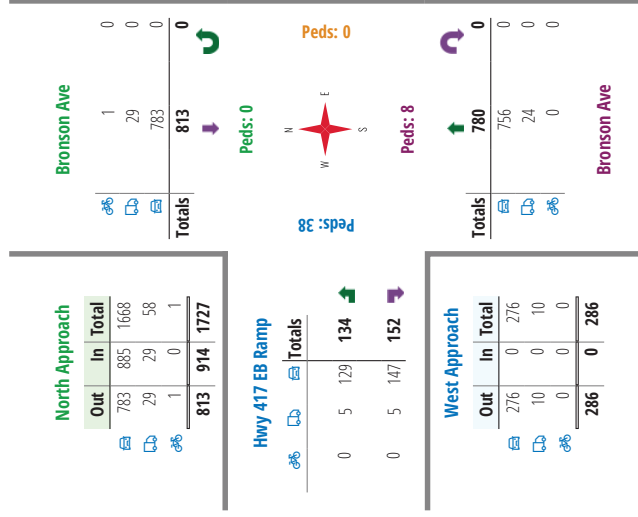 Bronson Ave
1 0
29 0
783 0
Totals 813 0
Peds: 0
Peds: 0
N
W E
S
Peds: 8
Peds: 38
Totals 780 0
756 0
24 0
0 0
Bronson Ave
North Approach
Out In Total
783 885 1668
29 29 58
1 0 1
813 914 1727
Hwy 417 EB Ramp
Totals
0 5 129 134
0 5 147 152
West Approach
Out In Total
276 0 276
10 0 10
0 0 0
286 0 286